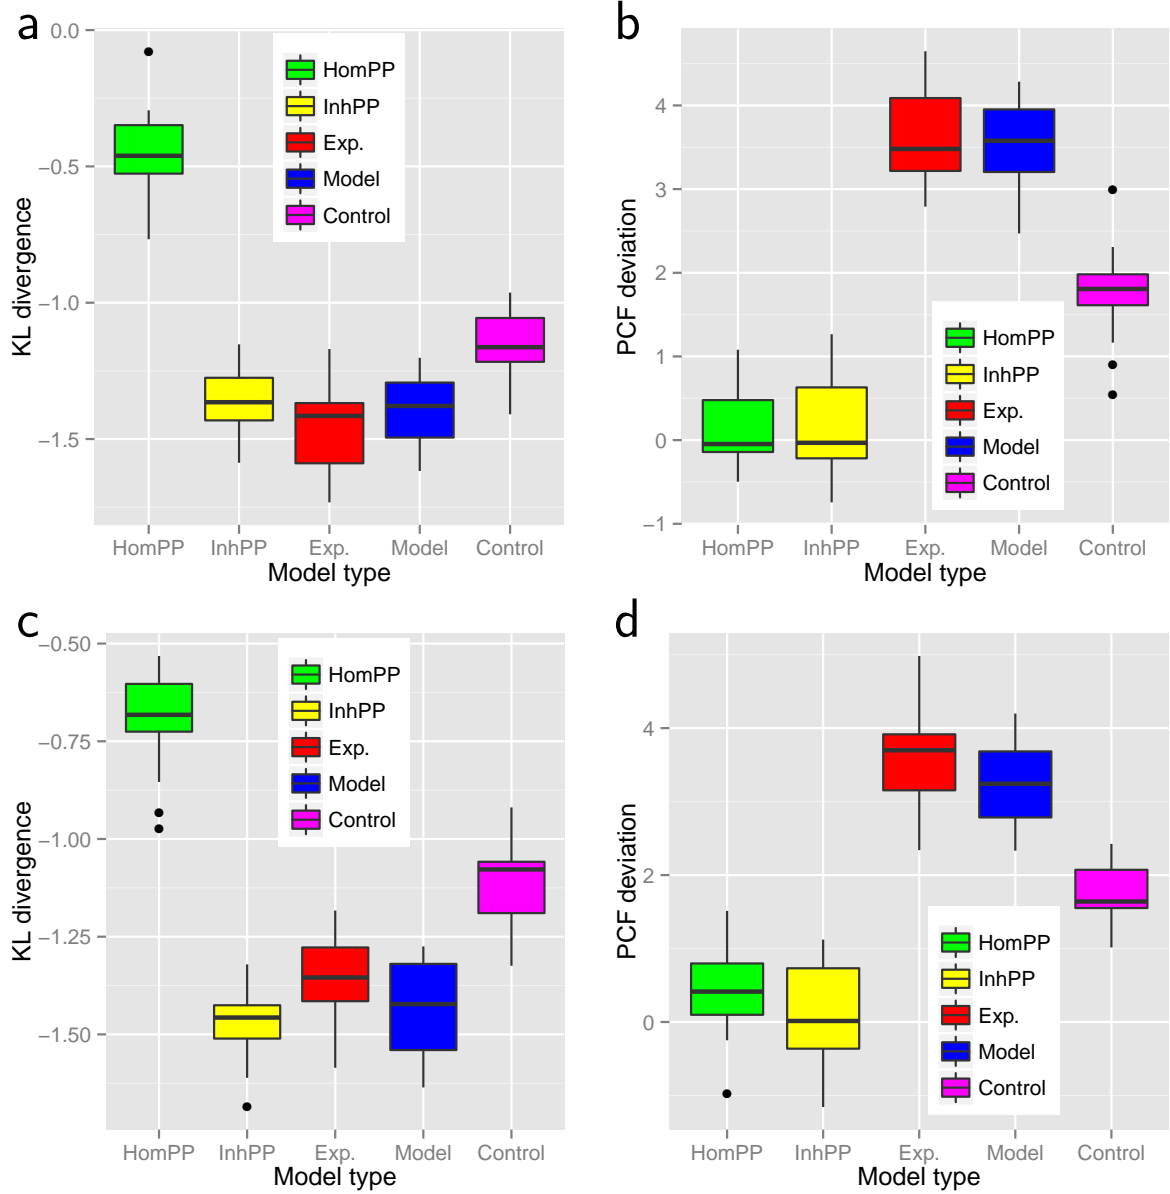 a
0.0
−0.5
−1.0
−1.5
KL divergence
HomPP
InhPP
Exp.
Model
Control
HomPP InhPP Exp. Model Control
Model type
b
4
3
2
1
0
−1
PCF deviation
HomPP
InhPP
Exp.
Model
Control
HomPP InhPP Exp. Model Control
Model type
c
−0.50
−0.75
−1.00
−1.25
−1.50
KL divergence
HomPP
InhPP
Exp.
Model
Control
HomPP InhPP Exp. Model Control
Model type
d
4
2
0
PCF deviation
HomPP
InhPP
Exp.
Model
Control
HomPP InhPP Exp. Model Control
Model type